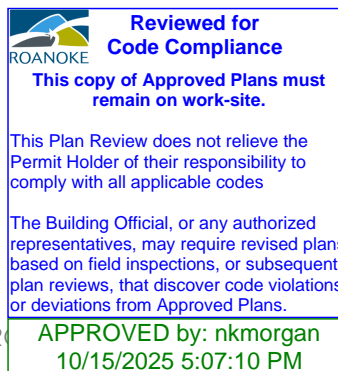 Reviewed for
Code Compliance
ROANOKE
This copy of Approved Plans must
remain on work-site.
This Plan Review does not relieve the
Permit Holder of their responsibility to
comply with all applicable codes
The Building Official, or any authorized
representatives, may require revised plans
based on field inspections, or subsequent
plan reviews, that discover code violations
or deviations from Approved Plans.
APPROVED by: nkmorgan
10/15/2025 5:07:10 PM